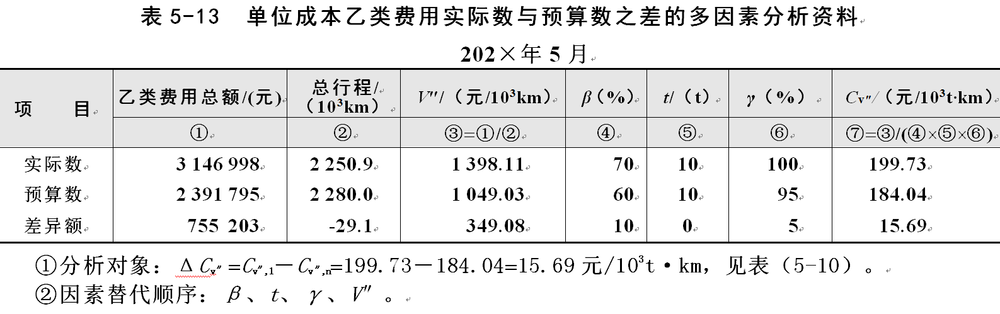 表 5-13 单位成本乙类费用实际数与预算数之差的多因素分析资料
202×年 5 月
项 目 乙类费用总额/(元) 总行程/(10³km) V″/（元/10³km） β（%） t/（t） γ（%） Cv″/（元/10³t·km）
① ② ③=①/② ④ ⑤ ⑥ ⑦=③/(④×⑤×⑥)
实际数 3 146 998 2 250.9 1 398.11 70 10 100 199.73
预算数 2 391 795 2 280.0 1 049.03 60 10 95 184.04
差异额 755 203 -29.1 349.08 10 0 5 15.69
①分析对象：ΔCv″=Cv″,1－Cv″,n=199.73－184.04=15.69 元/10³t·km，见表（5-10）。
②因素替代顺序：β、t、γ、V″ 。